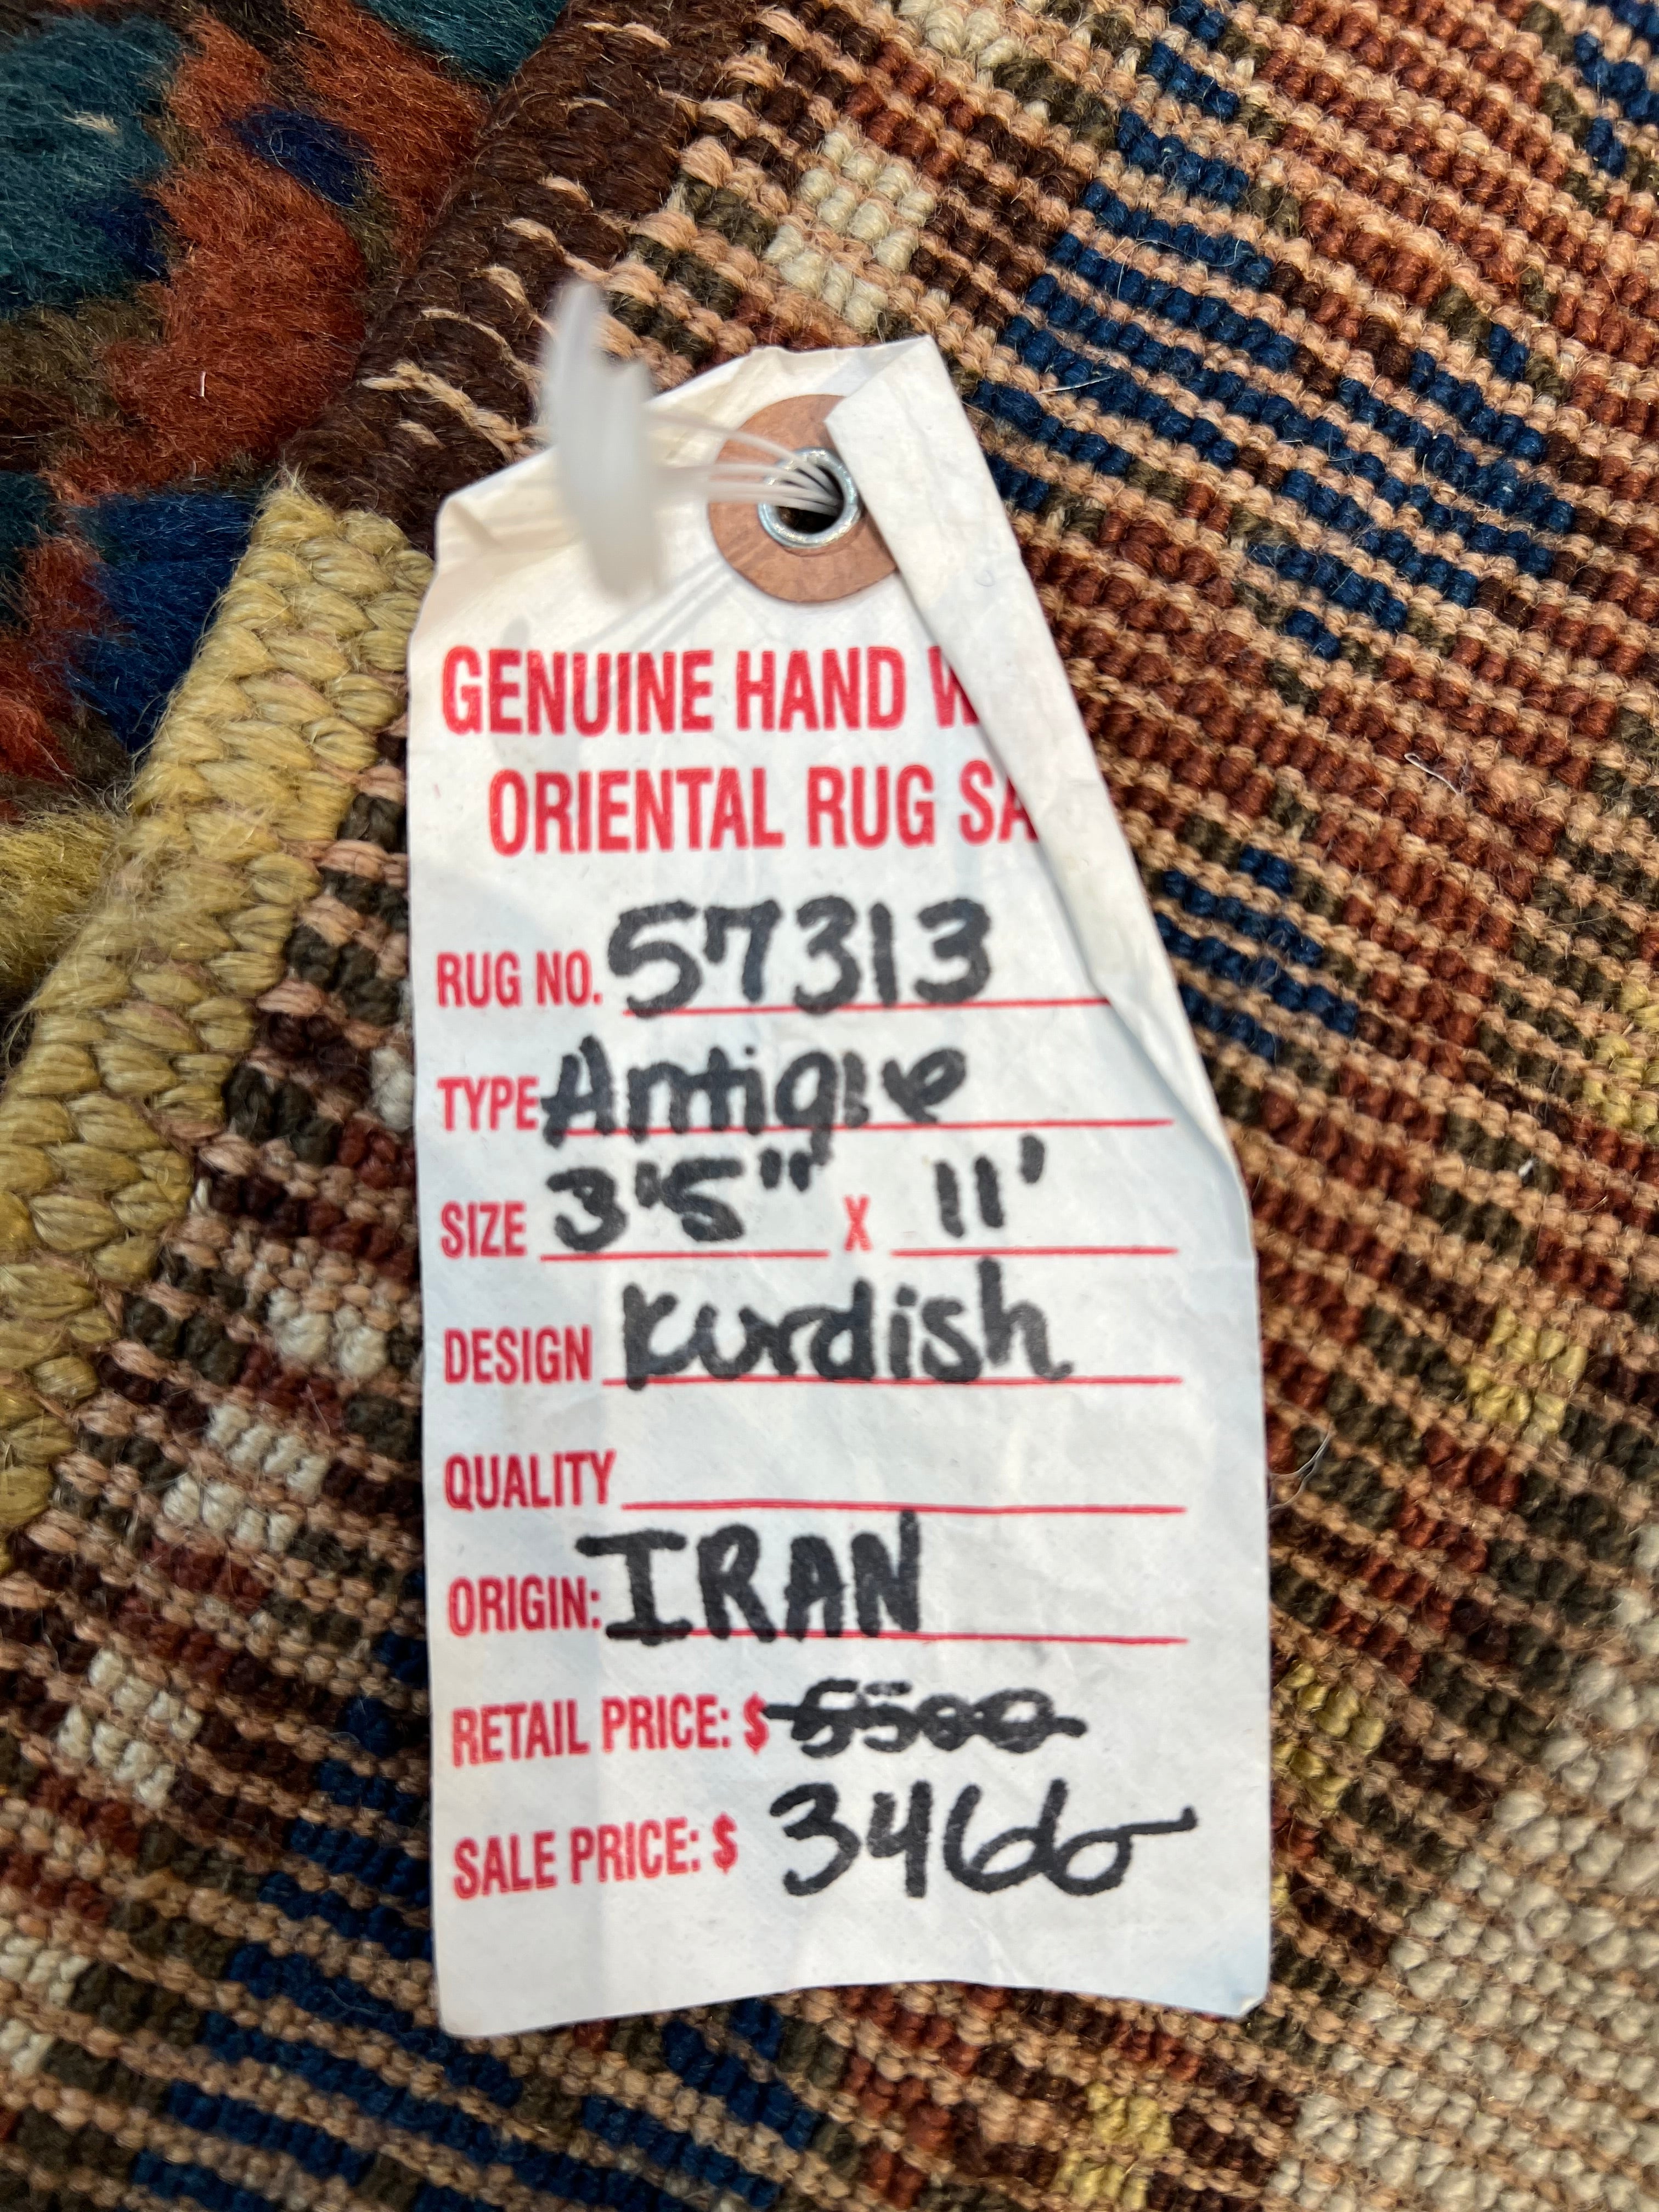 GENUINE HAND W
ORIENTAL RUG SA
RUG NO. 57313
TYPE Antique
SIZE 3'5" X 11'
DESIGN Kurdish
QUALITY
ORIGIN: IRAN
RETAIL PRICE: $ 5500
SALE PRICE: $ 3460